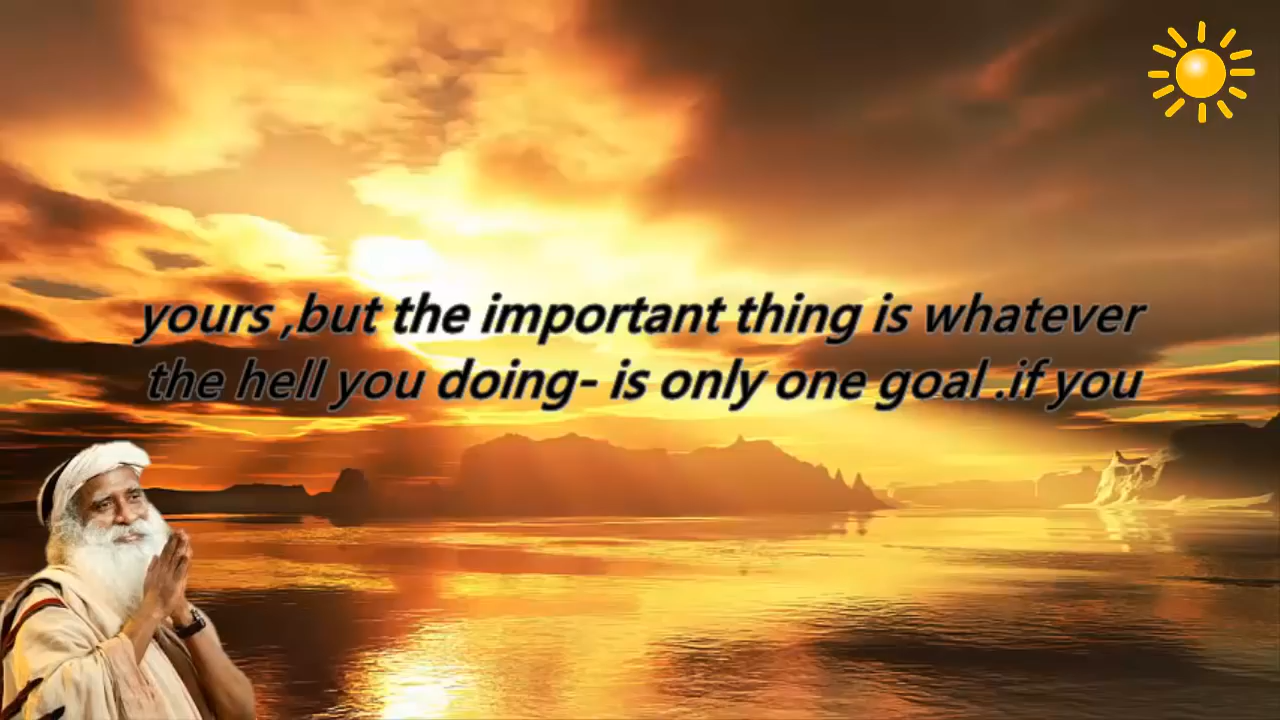 yours ,but the important thing is whatever
the hell you doing- is only one goal .if you